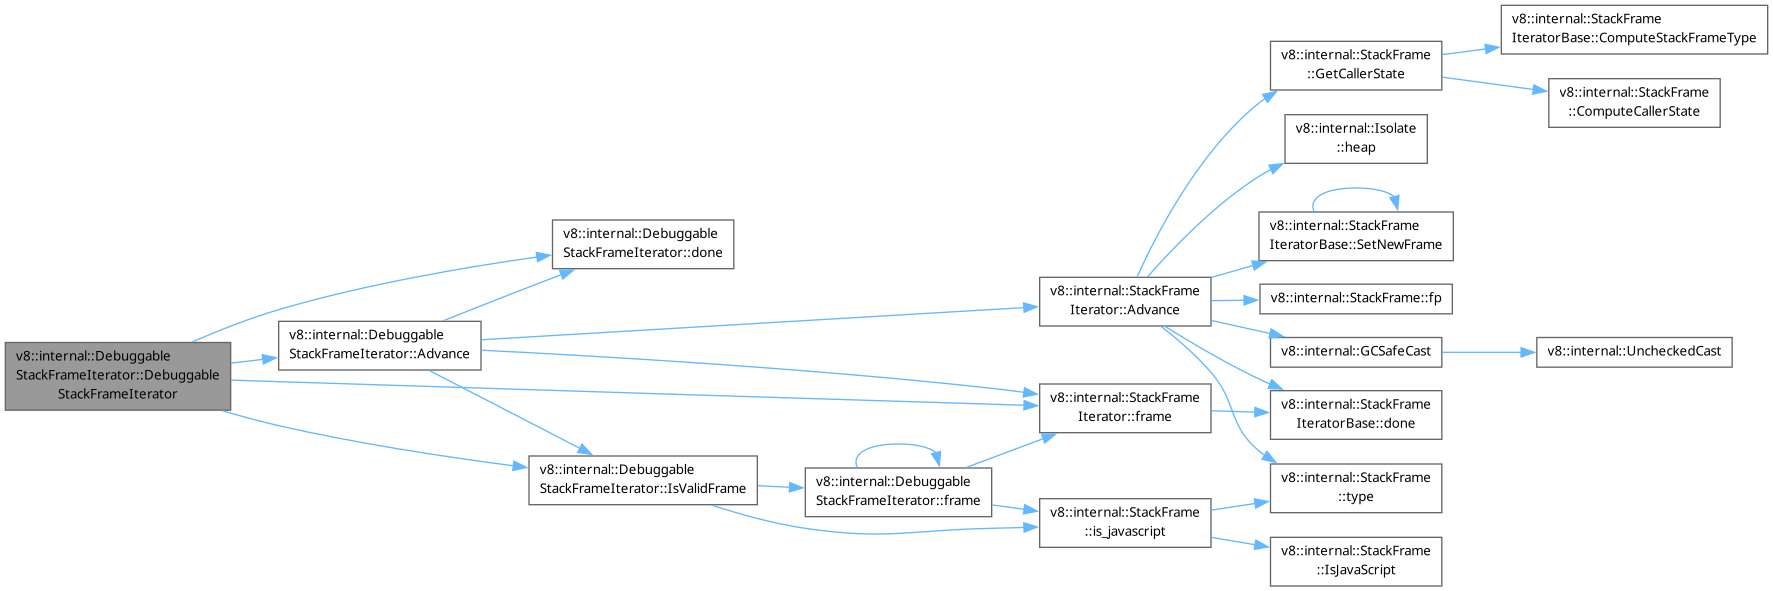 v8::internal::Debuggable
StackFrameIterator::Debuggable
StackFrameIterator
v8::internal::Debuggable
StackFrameIterator::Advance
v8::internal::Debuggable
StackFrameIterator::done
v8::internal::Debuggable
StackFrameIterator::IsValidFrame
v8::internal::Debuggable
StackFrameIterator::frame
v8::internal::StackFrame
Iterator::Advance
v8::internal::StackFrame
Iterator::frame
v8::internal::StackFrame
::is_javascript
v8::internal::StackFrame
::GetCallerState
v8::internal::Isolate
::heap
v8::internal::StackFrame
IteratorBase::SetNewFrame
v8::internal::StackFrame::fp
v8::internal::GCSafeCast
v8::internal::StackFrame
IteratorBase::done
v8::internal::StackFrame
::type
v8::internal::StackFrame
::IsJavaScript
v8::internal::StackFrame
IteratorBase::ComputeStackFrameType
v8::internal::StackFrame
::ComputeCallerState
v8::internal::UncheckedCast